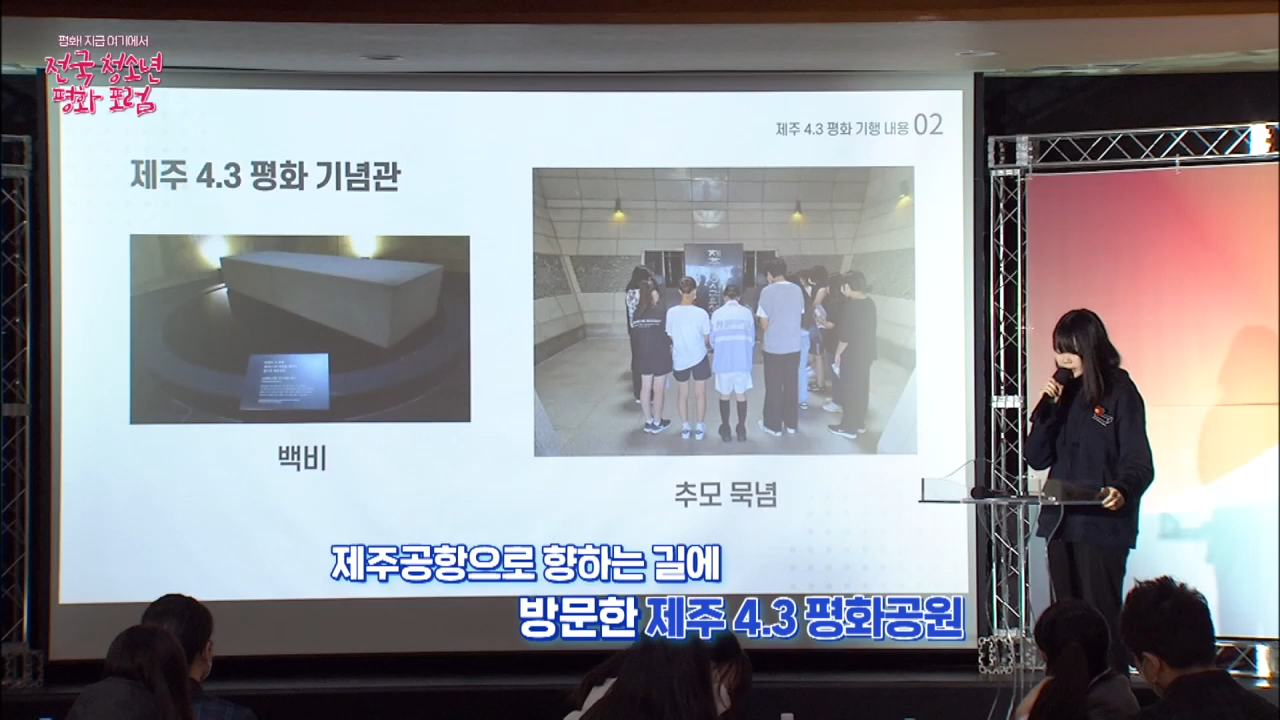 평화! 지금 여기에서
전국 청소년
평화 포럼
제주 4.3 평화 기행 내용 02
제주 4.3 평화 기념관
백비
추모 묵념
제주공항으로 향하는 길에
방문한 제주 4.3 평화공원